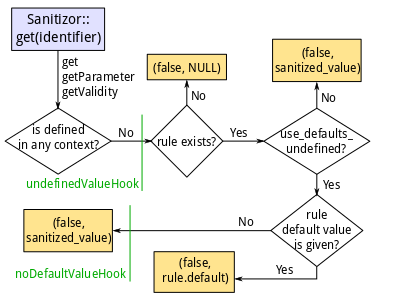 Sanitizor::
get(identifier)
get
getParameter
getValidity
is defined
in any context?
No
undefinedValueHook
(false, NULL)
No
rule exists?
Yes
(false,
sanitized_value)
No
use_defaults_
undefined?
Yes
rule
default value
is given?
No
(false,
sanitized_value)
noDefaultValueHook
Yes
(false,
rule.default)